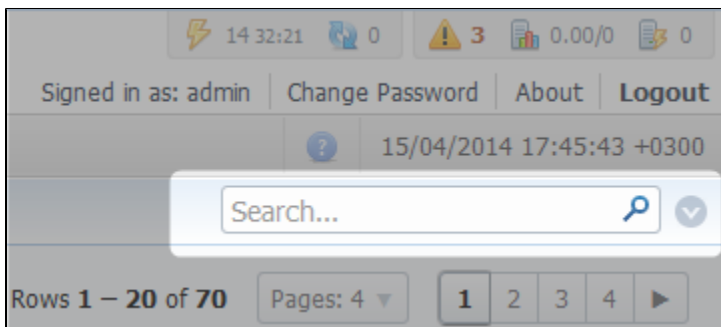 14 32:21 0 3 0.00/0 0
Signed in as: admin Change Password About Logout
? 15/04/2014 17:45:43 +0300
Search...
Rows 1 – 20 of 70 Pages: 4 1 2 3 4